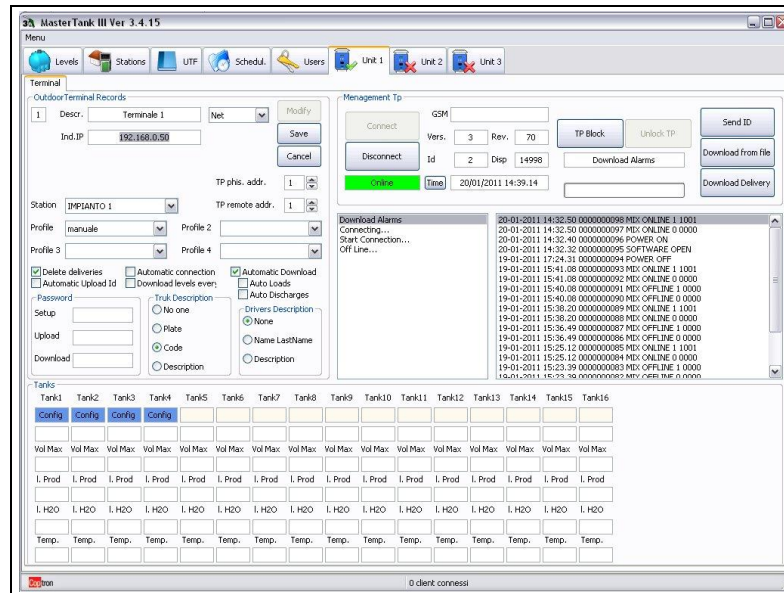 MasterTank III Ver 3.4.15
Menu
Levels Stations UTF Schedul. Users Unit 1 Unit 2 Unit 3
Terminal
OutdoorTerminal Records
1 Descr. Terminale 1 Net Modify
Ind.IP 192.168.0.50 Save
Cancel
TP phis. addr. 1
Station IMPIANTO 1 TP remote addr. 1
Profile manuale Profile 2
Profile 3 Profile 4
Delete deliveries Automatic connection Automatic Download
Automatic Upload Id Download levels every Auto Loads
Auto Discharges
Password
Setup
Upload
Download
Truk Description
No one
Plate
Code
Description
Drivers Description
None
Name LastName
Description
Menagement Tp
Connect GSM
Vers. 3 Rev. 70 TP Block Unlock TP Send ID
Disconnect Id 2 Disp 14998 Download Alarms Download from file
Online Time 20/01/2011 14:39.14 Download Delivery
Download Alarms
Connecting...
Start Connection...
Off Line...
20-01-2011 14:32.50 0000000098 MIX ONLINE 1 1001
20-01-2011 14:32.50 0000000097 MIX ONLINE 0 0000
20-01-2011 14:32.40 0000000096 POWER ON
20-01-2011 14:32.32 0000000095 SOFTWARE OPEN
19-01-2011 17:24.31 0000000094 POWER OFF
19-01-2011 15:41.08 0000000093 MIX ONLINE 1 1001
19-01-2011 15:41.08 0000000092 MIX ONLINE 0 0000
19-01-2011 15:40.08 0000000091 MIX OFFLINE 1 0000
19-01-2011 15:40.08 0000000090 MIX OFFLINE 0 0000
19-01-2011 15:38.20 0000000089 MIX ONLINE 1 1001
19-01-2011 15:38.20 0000000088 MIX ONLINE 0 0000
19-01-2011 15:36.49 0000000087 MIX OFFLINE 1 0000
19-01-2011 15:36.49 0000000086 MIX OFFLINE 0 0000
19-01-2011 15:25.12 0000000085 MIX ONLINE 1 1001
19-01-2011 15:25.12 0000000084 MIX ONLINE 0 0000
19-01-2011 15:23.39 0000000083 MIX OFFLINE 1 0000
19-01-2011 15:23.39 0000000082 MIX OFFLINE 0 0000
Tanks
Tank1 Tank2 Tank3 Tank4 Tank5 Tank6 Tank7 Tank8 Tank9 Tank10 Tank11 Tank12 Tank13 Tank14 Tank15 Tank16
Config Config Config Config
Vol Max Vol Max Vol Max Vol Max Vol Max Vol Max Vol Max Vol Max Vol Max Vol Max Vol Max Vol Max Vol Max Vol Max Vol Max Vol Max
l. Prod l. Prod l. Prod l. Prod l. Prod l. Prod l. Prod l. Prod l. Prod l. Prod l. Prod l. Prod l. Prod l. Prod l. Prod l. Prod
l. H2O l. H2O l. H2O l. H2O l. H2O l. H2O l. H2O l. H2O l. H2O l. H2O l. H2O l. H2O l. H2O l. H2O l. H2O l. H2O
Temp. Temp. Temp. Temp. Temp. Temp. Temp. Temp. Temp. Temp. Temp. Temp. Temp. Temp. Temp. Temp.
Coptron 0 client connessi